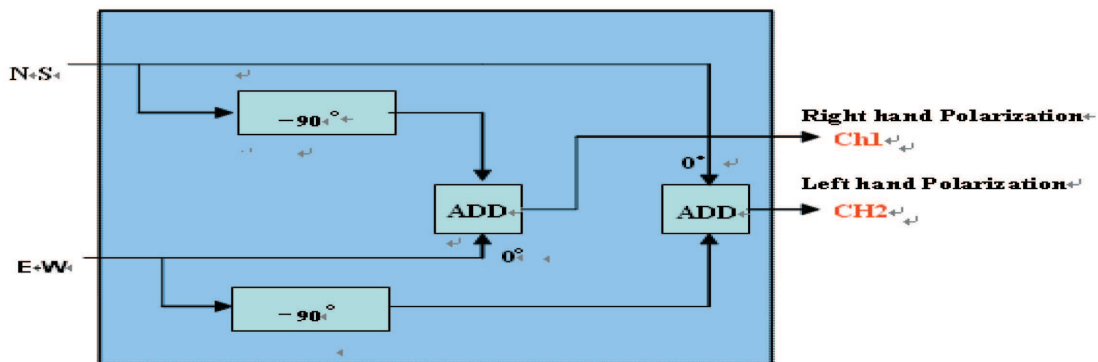 N S
−90°
Right hand Polarization
Ch1
0°
Left hand Polarization
ADD
ADD
CH2
0°
E W
−90°